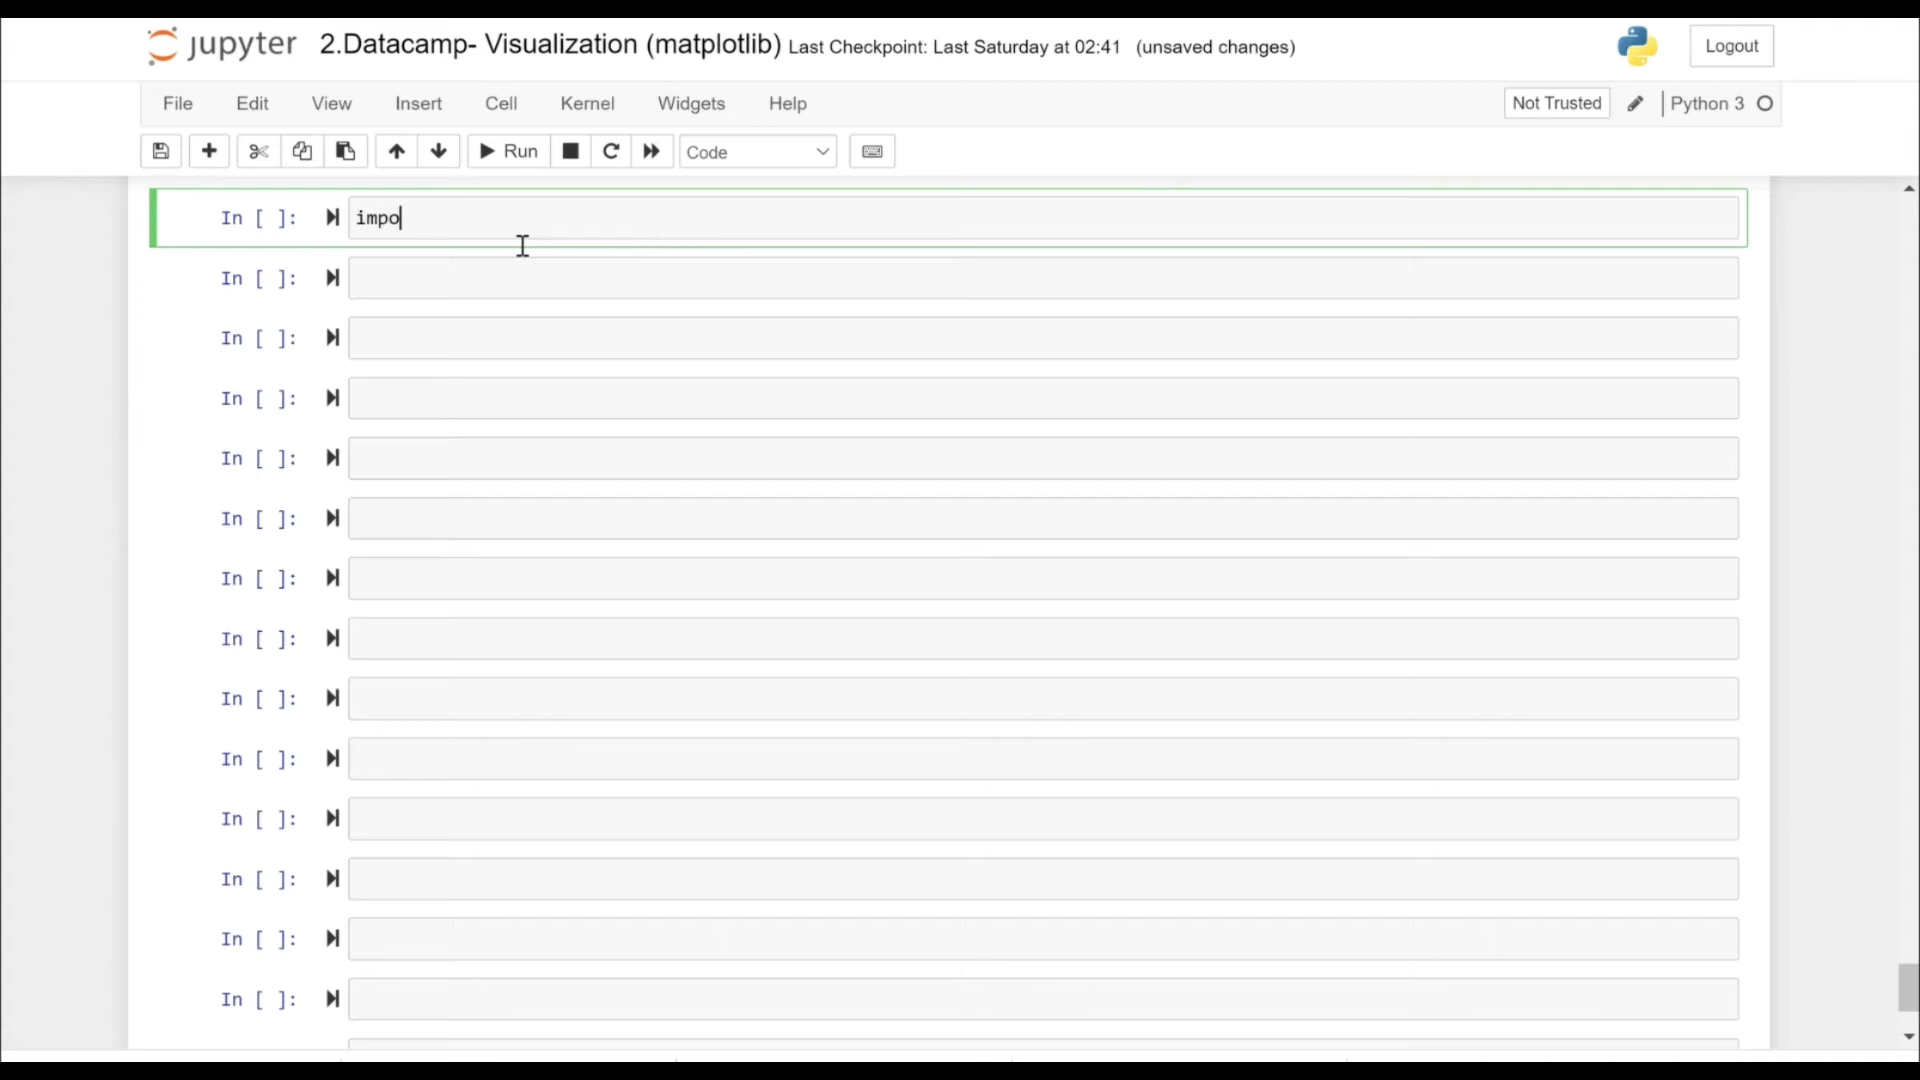 jupyter 2.Datacamp- Visualization (matplotlib) Last Checkpoint: Last Saturday at 02:41 (unsaved changes) Logout
File Edit View Insert Cell Kernel Widgets Help Not Trusted Python 3
Run Code
In [ ]: impo
In [ ]:
In [ ]:
In [ ]:
In [ ]:
In [ ]:
In [ ]:
In [ ]:
In [ ]:
In [ ]:
In [ ]:
In [ ]:
In [ ]:
In [ ]: